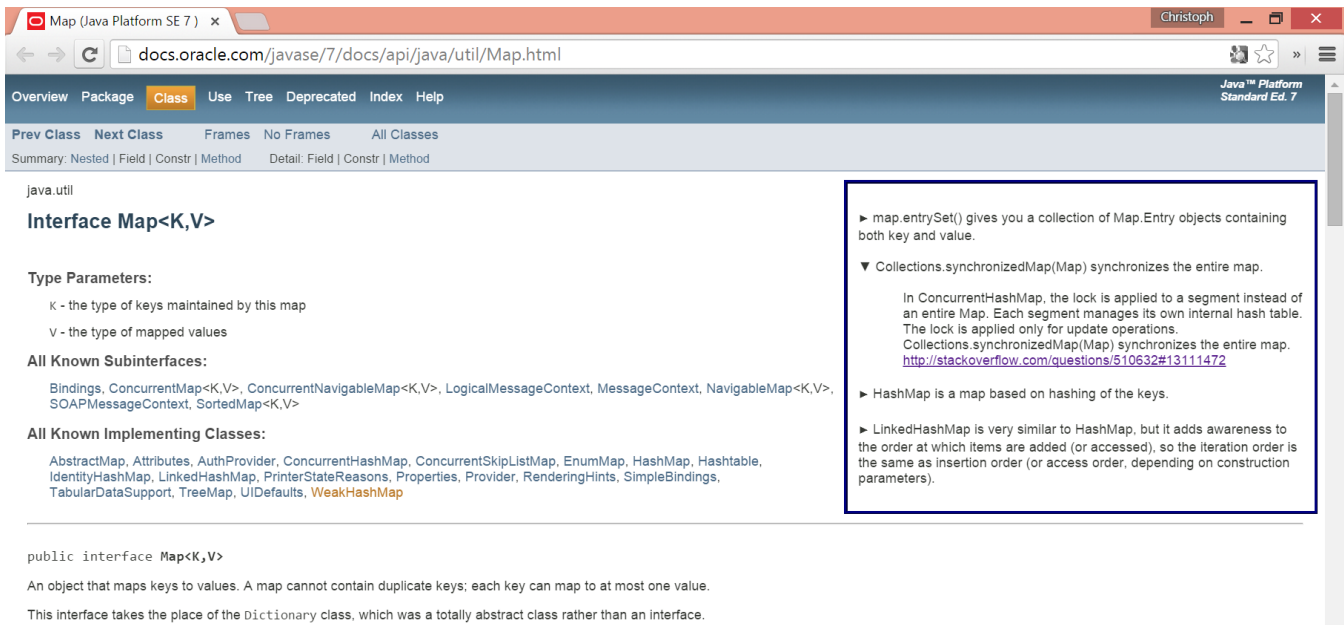 Map (Java Platform SE 7 ) ×
Christoph
docs.oracle.com/javase/7/docs/api/java/util/Map.html
»
Overview Package Class Use Tree Deprecated Index Help
Java™ Platform
Standard Ed. 7
Prev Class Next Class Frames No Frames All Classes
Summary: Nested | Field | Constr | Method Detail: Field | Constr | Method
java.util
Interface Map<K,V>
Type Parameters:
K - the type of keys maintained by this map
V - the type of mapped values
All Known Subinterfaces:
Bindings, ConcurrentMap<K,V>, ConcurrentNavigableMap<K,V>, LogicalMessageContext, MessageContext, NavigableMap<K,V>,
SOAPMessageContext, SortedMap<K,V>
All Known Implementing Classes:
AbstractMap, Attributes, AuthProvider, ConcurrentHashMap, ConcurrentSkipListMap, EnumMap, HashMap, Hashtable,
IdentityHashMap, LinkedHashMap, PrinterStateReasons, Properties, Provider, RenderingHints, SimpleBindings,
TabularDataSupport, TreeMap, UIDefaults, WeakHashMap
► map.entrySet() gives you a collection of Map.Entry objects containing
both key and value.
▼ Collections.synchronizedMap(Map) synchronizes the entire map.
In ConcurrentHashMap, the lock is applied to a segment instead of
an entire Map. Each segment manages its own internal hash table.
The lock is applied only for update operations.
Collections.synchronizedMap(Map) synchronizes the entire map.
http://stackoverflow.com/questions/510632#13111472
► HashMap is a map based on hashing of the keys.
► LinkedHashMap is very similar to HashMap, but it adds awareness to
the order at which items are added (or accessed), so the iteration order is
the same as insertion order (or access order, depending on construction
parameters).
public interface Map<K,V>
An object that maps keys to values. A map cannot contain duplicate keys; each key can map to at most one value.
This interface takes the place of the Dictionary class, which was a totally abstract class rather than an interface.